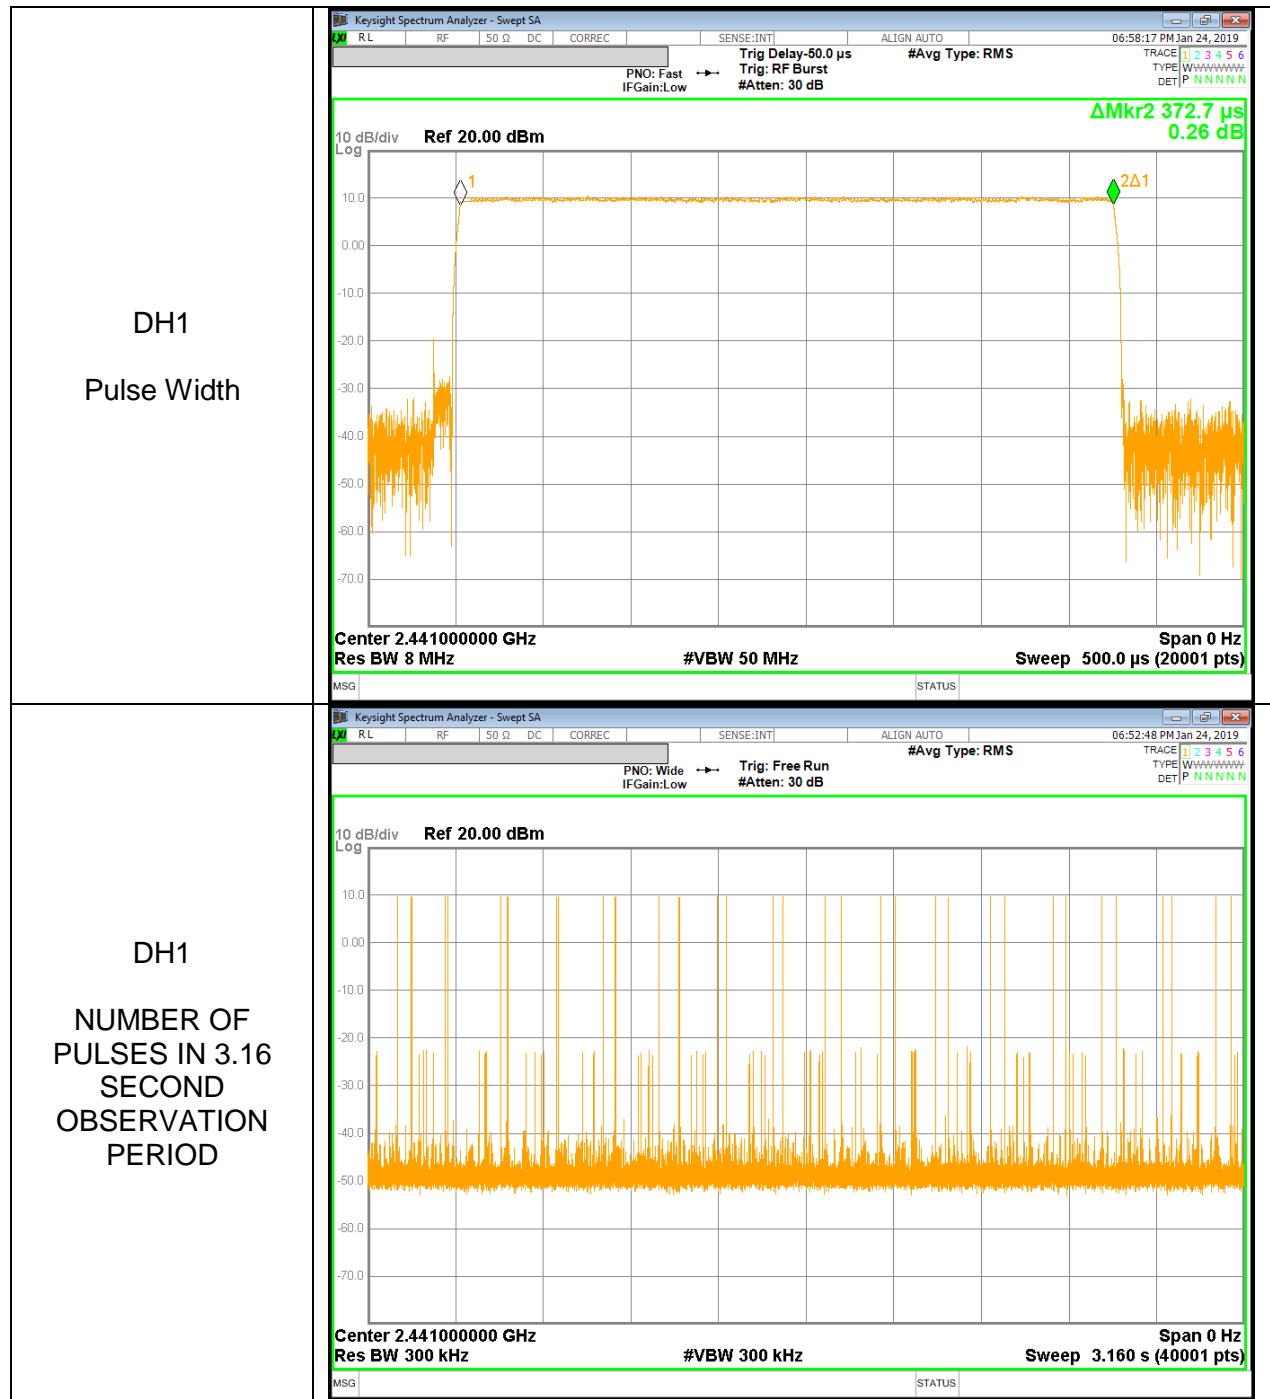 DH1
Pulse Width
Keysight Spectrum Analyzer - Swept SA
LXI RL RF 50 Ω DC CORREC SENSE:INT ALIGN AUTO 06:58:17 PM Jan 24, 2019
Trig Delay-50.0 µs #Avg Type: RMS TRACE 1 2 3 4 5 6
PNO: Fast Trig: RF Burst TYPE WWWWWW
IFGain:Low #Atten: 30 dB DET P N N N N N
ΔMkr2 372.7 µs
0.26 dB
10 dB/div Ref 20.00 dBm
Log
1
2Δ1
10.0
0.00
-10.0
-20.0
-30.0
-40.0
-50.0
-60.0
-70.0
Center 2.441000000 GHz Span 0 Hz
Res BW 8 MHz #VBW 50 MHz Sweep 500.0 µs (20001 pts)
MSG STATUS
DH1
NUMBER OF
PULSES IN 3.16
SECOND
OBSERVATION
PERIOD
Keysight Spectrum Analyzer - Swept SA
LXI RL RF 50 Ω DC CORREC SENSE:INT ALIGN AUTO 06:52:48 PM Jan 24, 2019
#Avg Type: RMS TRACE 1 2 3 4 5 6
PNO: Wide Trig: Free Run TYPE WWWWWW
IFGain:Low #Atten: 30 dB DET P N N N N N
10 dB/div Ref 20.00 dBm
Log
10.0
0.00
-10.0
-20.0
-30.0
-40.0
-50.0
-60.0
-70.0
Center 2.441000000 GHz Span 0 Hz
Res BW 300 kHz #VBW 300 kHz Sweep 3.160 s (40001 pts)
MSG STATUS